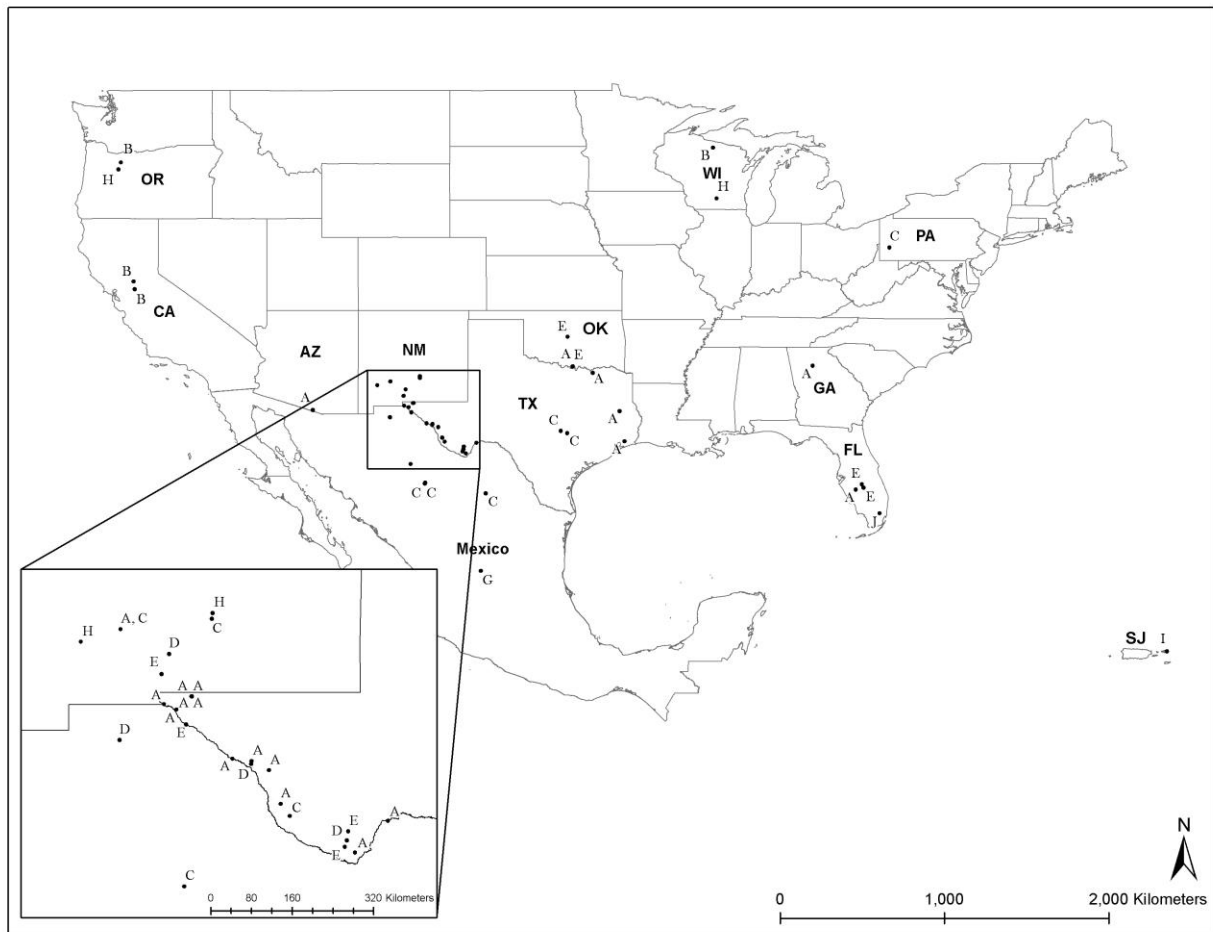 B
H
OR
B
WI
H
C
PA
B
B
CA
E
OK
AZ
NM
A E
A
A
GA
A
TX
A
C
C
A
FL
E
A
E
J
C C
C
Mexico
G
SJ
I
H
A, C
C
H
D
E
A A
A
A A
A
E
D
A
A
A
D
A
C
A
E
D
A
E
C
0 80 160 320 Kilometers
N
0 1,000 2,000 Kilometers